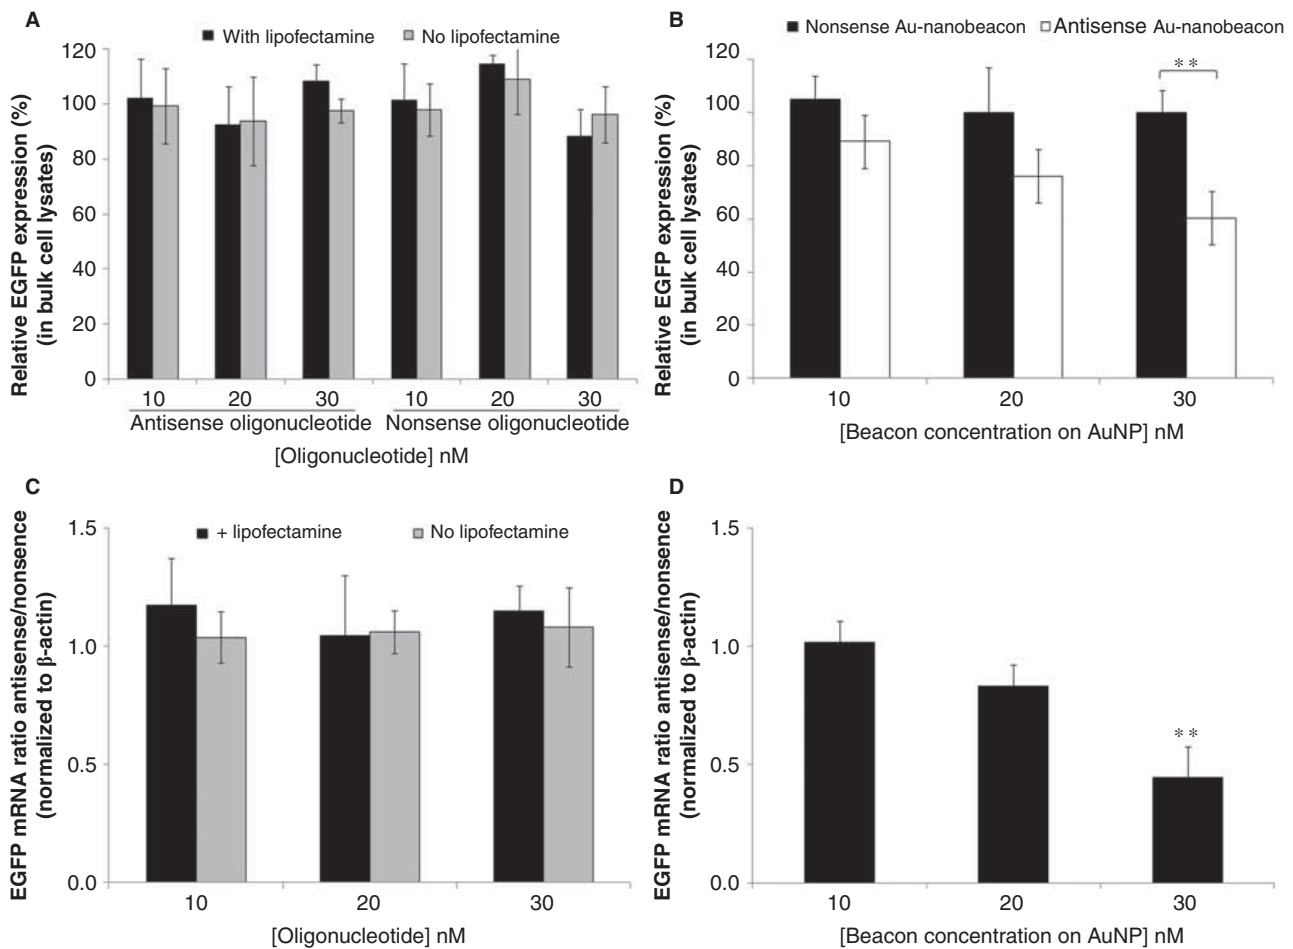 A
With lipofectamine
No lipofectamine
Relative EGFP expression (%)
(in bulk cell lysates)
120
100
80
60
40
20
0
10
20
30
10
20
30
Antisense oligonucleotide
Nonsense oligonucleotide
[Oligonucleotide] nM
B
Nonsense Au-nanobeacon
Antisense Au-nanobeacon
**
Relative EGFP expression (%)
(in bulk cell lysates)
120
100
80
60
40
20
0
10
20
30
[Beacon concentration on AuNP] nM
C
+ lipofectamine
No lipofectamine
EGFP mRNA ratio antisense/nonsence
(normalized to β-actin)
1.5
1.0
0.5
0.0
10
20
30
[Oligonucleotide] nM
D
EGFP mRNA ratio antisense/nonsence
(normalized to β-actin)
1.5
1.0
0.5
0.0
**
10
20
30
[Beacon concentration on AuNP] nM